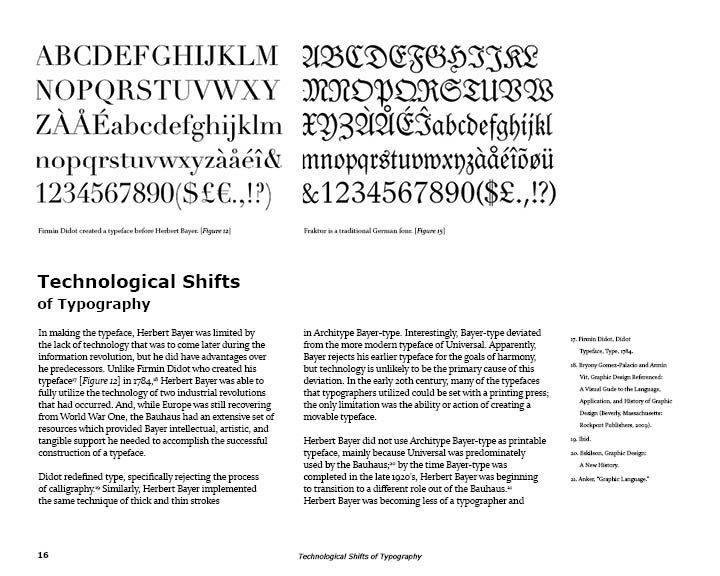 ABCDEFGHIJKLM
NOPQRSTUVWXY
ZÀÅÉabcdefghijklm
nopqrstuvwxyzàåéî&
1234567890($£€.,!?)
Firmin Didot created a typeface before Herbert Bayer. [Figure 12]
ABCDEFGHIJKL
MNOPQRSTUVW
XYZÀÅÉÎabcdefghijkl
mnopqrstuvwxyzàåéîõøü
&1234567890($£.,!?)
Fraktur is a traditional German font. [Figure 15]
Technological Shifts
of Typography
In making the typeface, Herbert Bayer was limited by
the lack of technology that was to come later during the
information revolution, but he did have advantages over
he predecessors. Unlike Firmin Didot who created his
typeface¹⁷ [Figure 12] in 1784,¹⁸ Herbert Bayer was able to
fully utilize the technology of two industrial revolutions
that had occurred. And, while Europe was still recovering
from World War One, the Bauhaus had an extensive set of
resources which provided Bayer intellectual, artistic, and
tangible support he needed to accomplish the successful
construction of a typeface.
Didot redefined type, specifically rejecting the process
of calligraphy.¹⁹ Similarly, Herbert Bayer implemented
the same technique of thick and thin strokes
in Architype Bayer-type. Interestingly, Bayer-type deviated
from the more modern typeface of Universal. Apparently,
Bayer rejects his earlier typeface for the goals of harmony,
but technology is unlikely to be the primary cause of this
deviation. In the early 20th century, many of the typefaces
that typographers utilized could be set with a printing press;
the only limitation was the ability or action of creating a
movable typeface.
Herbert Bayer did not use Architype Bayer-type as printable
typeface, mainly because Universal was predominately
used by the Bauhaus;²⁰ by the time Bayer-type was
completed in the late 1920's, Herbert Bayer was beginning
to transition to a different role out of the Bauhaus.²¹
Herbert Bayer was becoming less of a typographer and
17. Firmin Didot, Didot
Typeface, Type, 1784.
18. Bryony Gomez-Palacio and Armin
Vit, Graphic Design Referenced:
A Visual Gude to the Language,
Application, and History of Graphic
Design (Beverly, Massachusetts:
Rockport Publishers, 2009).
19. Ibid.
20. Eskilson, Graphic Design:
A New History.
21. Anker, "Graphic Language."
16
Technological Shifts of Typography